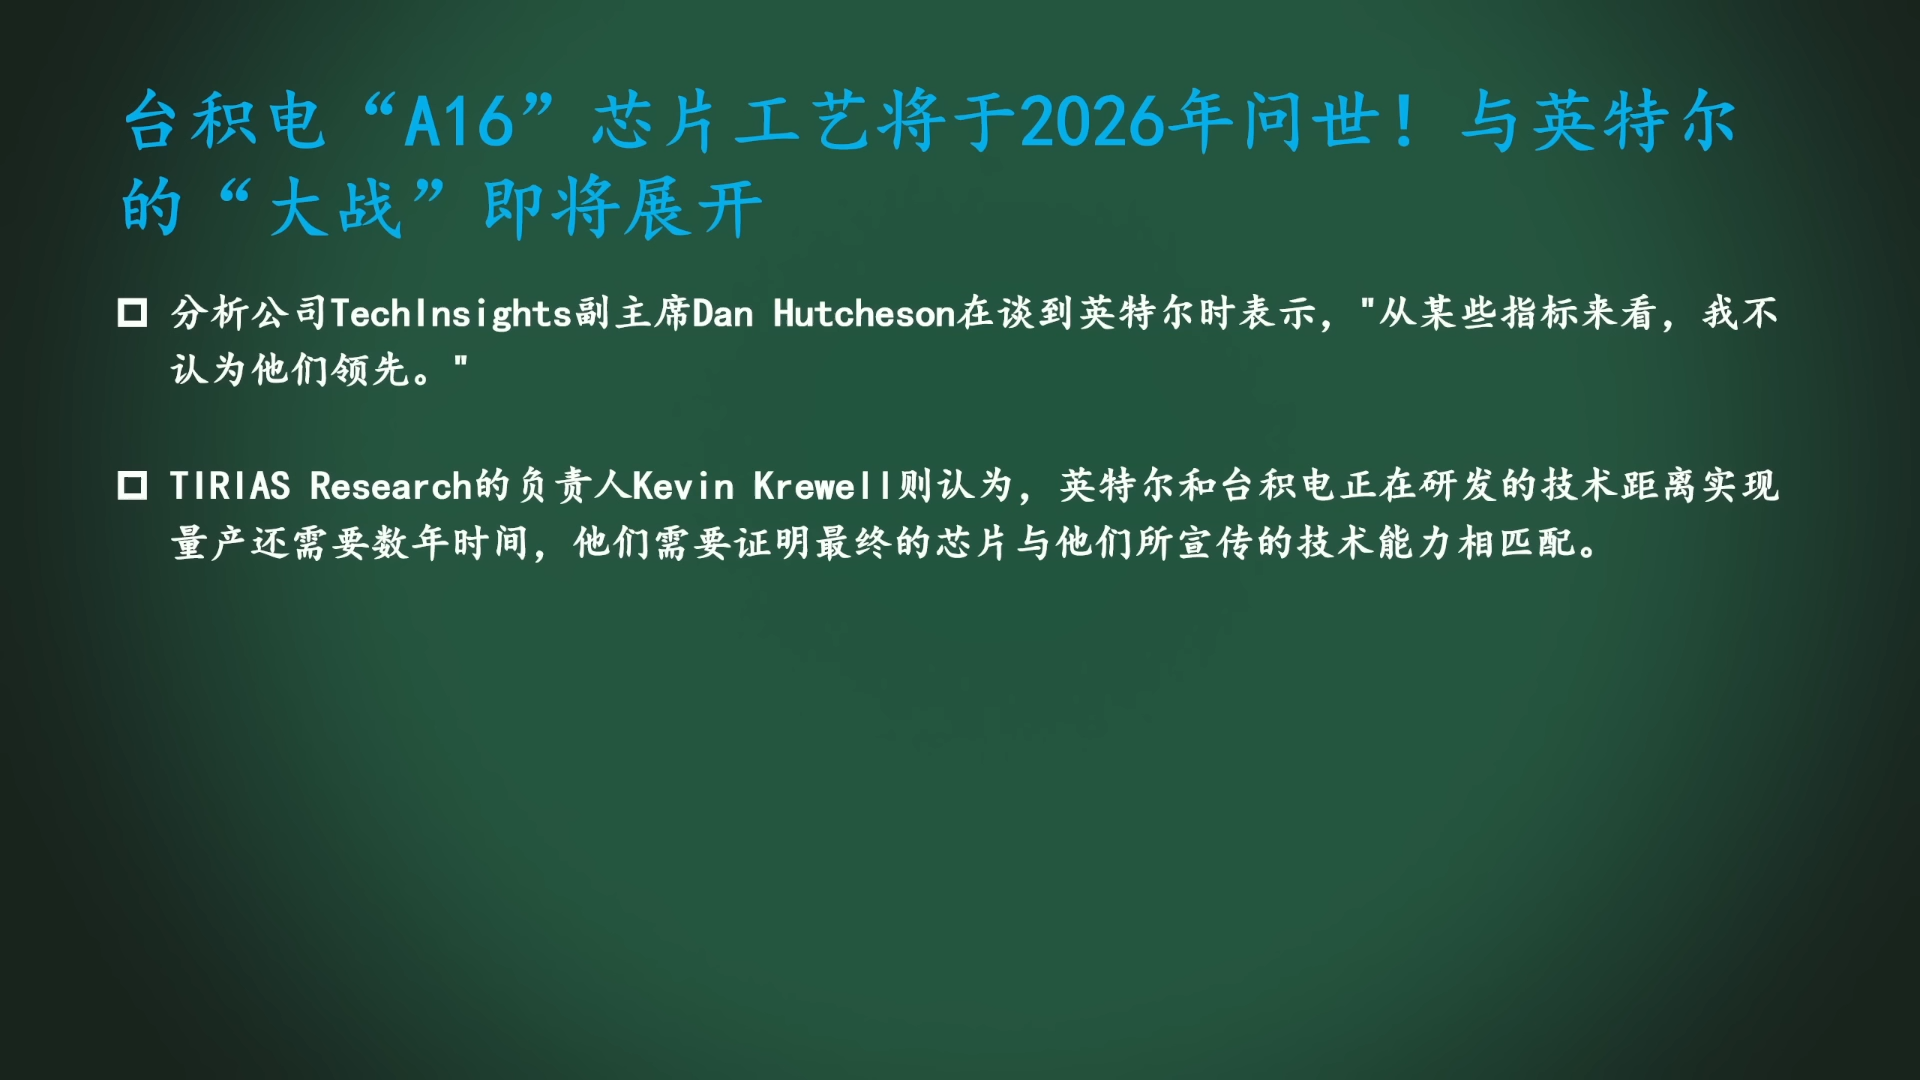 台积电“A16”芯片工艺将于2026年问世！与英特尔
的“大战”即将展开
分析公司TechInsights副主席Dan Hutcheson在谈到英特尔时表示，"从某些指标来看，我不
认为他们领先。"
TIRIAS Research的负责人Kevin Krewell则认为，英特尔和台积电正在研发的技术距离实现
量产还需要数年时间，他们需要证明最终的芯片与他们所宣传的技术能力相匹配。